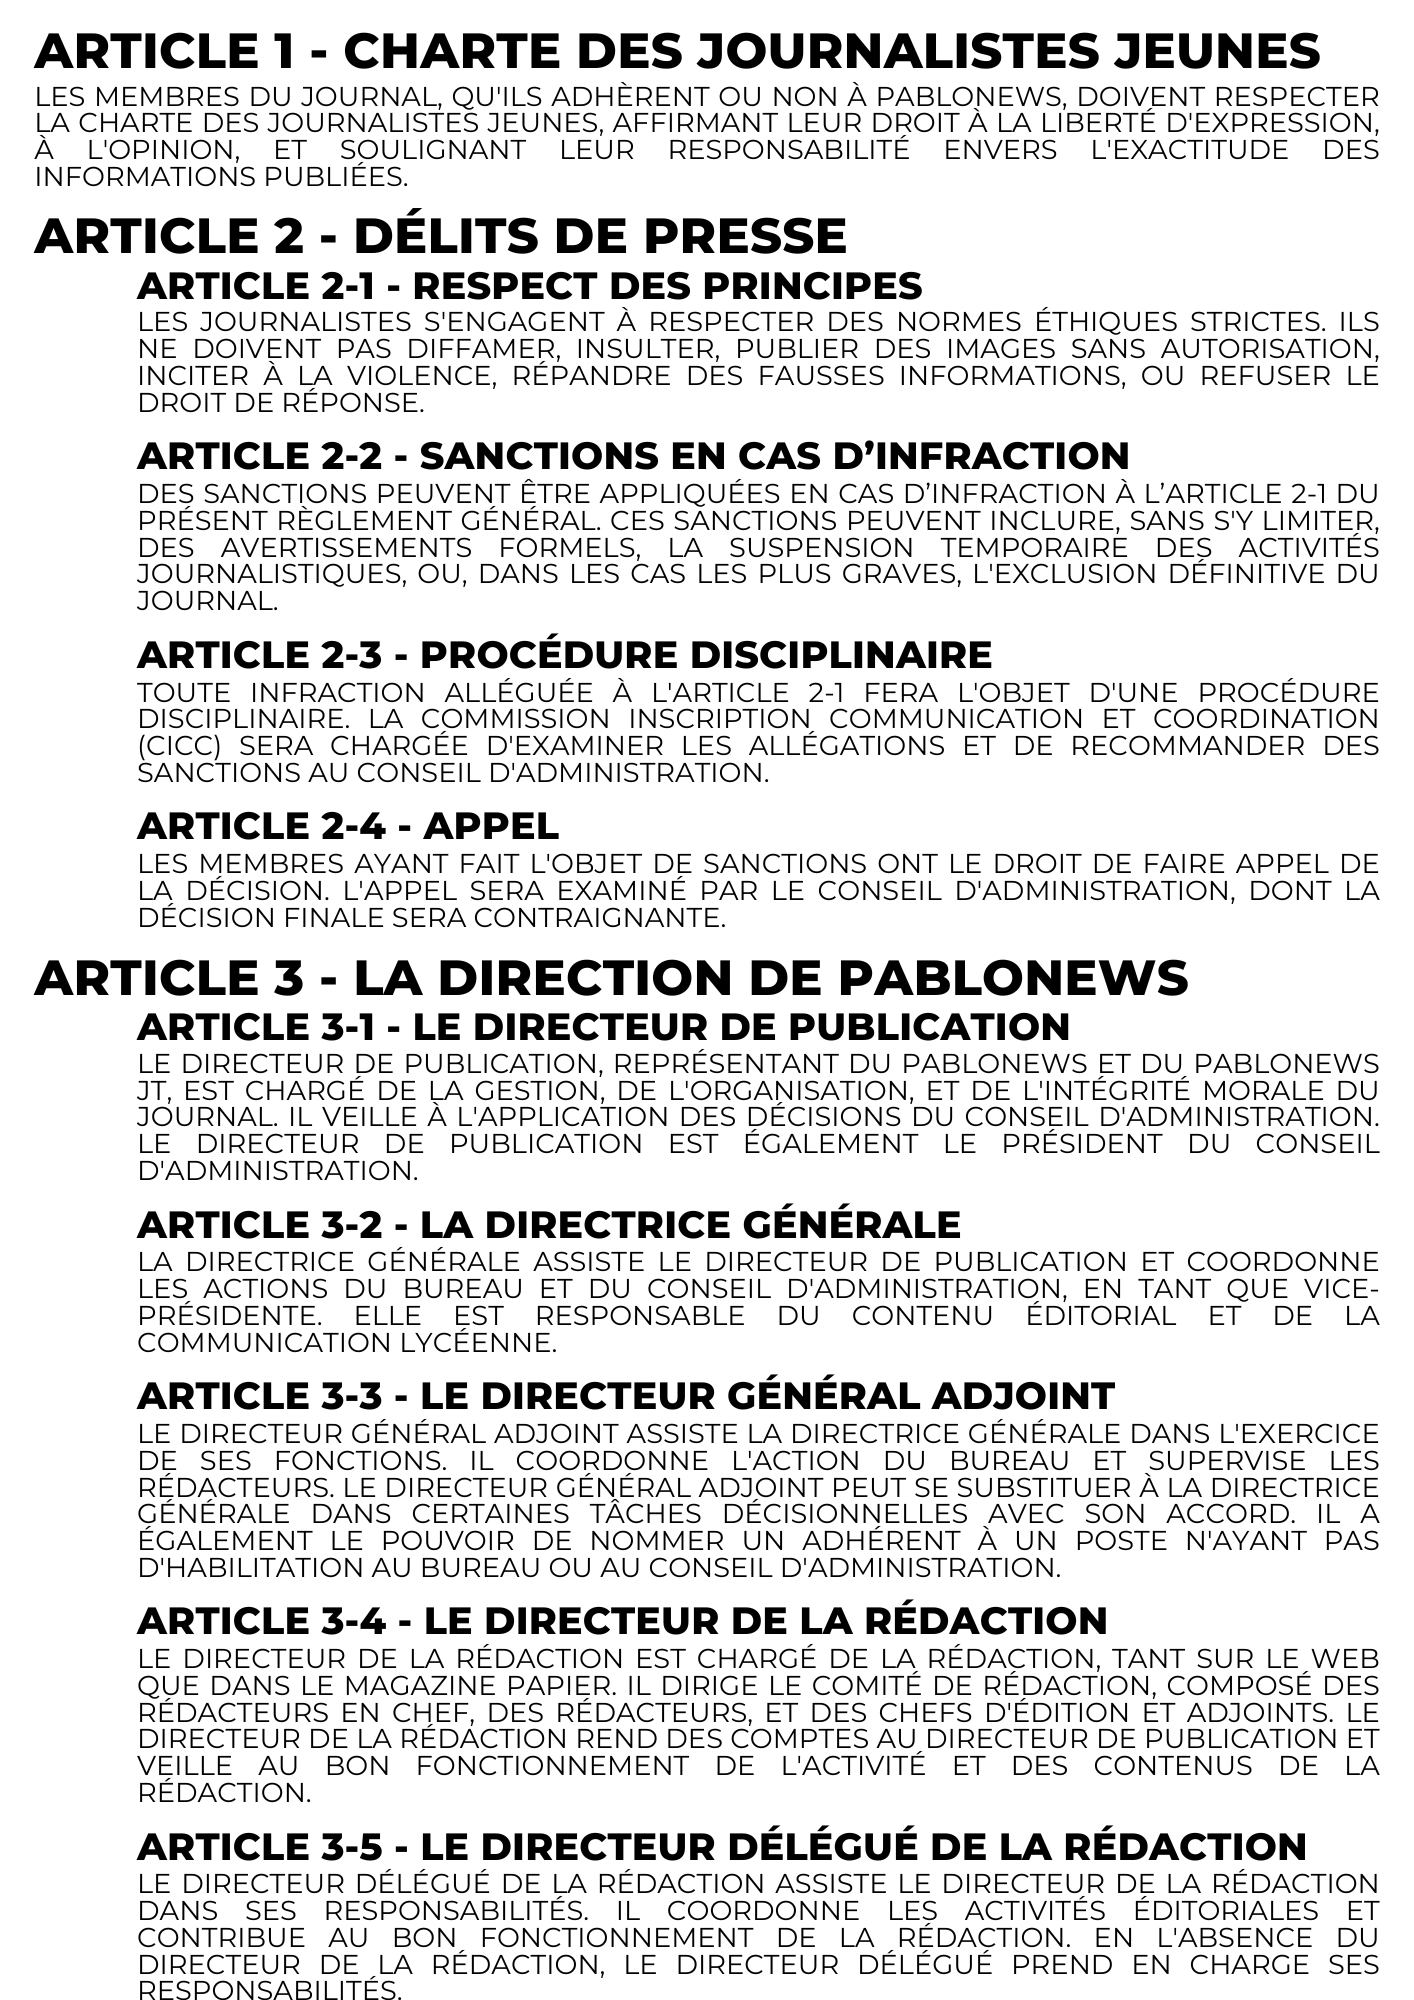 ARTICLE 1 - CHARTE DES JOURNALISTES JEUNES
LES MEMBRES DU JOURNAL, QU'ILS ADHÈRENT OU NON À PABLONEWS, DOIVENT RESPECTER
LA CHARTE DES JOURNALISTES JEUNES, AFFIRMANT LEUR DROIT À LA LIBERTÉ D'EXPRESSION,
À L'OPINION, ET SOULIGNANT LEUR RESPONSABILITÉ ENVERS L'EXACTITUDE DES
INFORMATIONS PUBLIÉES.
ARTICLE 2 - DÉLITS DE PRESSE
ARTICLE 2-1 - RESPECT DES PRINCIPES
LES JOURNALISTES S'ENGAGENT À RESPECTER DES NORMES ÉTHIQUES STRICTES. ILS
NE DOIVENT PAS DIFFAMER, INSULTER, PUBLIER DES IMAGES SANS AUTORISATION,
INCITER À LA VIOLENCE, RÉPANDRE DES FAUSSES INFORMATIONS, OU REFUSER LE
DROIT DE RÉPONSE.
ARTICLE 2-2 - SANCTIONS EN CAS D’INFRACTION
DES SANCTIONS PEUVENT ÊTRE APPLIQUÉES EN CAS D’INFRACTION À L’ARTICLE 2-1 DU
PRÉSENT RÈGLEMENT GÉNÉRAL. CES SANCTIONS PEUVENT INCLURE, SANS S'Y LIMITER,
DES AVERTISSEMENTS FORMELS, LA SUSPENSION TEMPORAIRE DES ACTIVITÉS
JOURNALISTIQUES, OU, DANS LES CAS LES PLUS GRAVES, L'EXCLUSION DÉFINITIVE DU
JOURNAL.
ARTICLE 2-3 - PROCÉDURE DISCIPLINAIRE
TOUTE INFRACTION ALLÉGUÉE À L'ARTICLE 2-1 FERA L'OBJET D'UNE PROCÉDURE
DISCIPLINAIRE. LA COMMISSION INSCRIPTION COMMUNICATION ET COORDINATION
(CICC) SERA CHARGÉE D'EXAMINER LES ALLÉGATIONS ET DE RECOMMANDER DES
SANCTIONS AU CONSEIL D'ADMINISTRATION.
ARTICLE 2-4 - APPEL
LES MEMBRES AYANT FAIT L'OBJET DE SANCTIONS ONT LE DROIT DE FAIRE APPEL DE
LA DÉCISION. L'APPEL SERA EXAMINÉ PAR LE CONSEIL D'ADMINISTRATION, DONT LA
DÉCISION FINALE SERA CONTRAIGNANTE.
ARTICLE 3 - LA DIRECTION DE PABLONEWS
ARTICLE 3-1 - LE DIRECTEUR DE PUBLICATION
LE DIRECTEUR DE PUBLICATION, REPRÉSENTANT DU PABLONEWS ET DU PABLONEWS
JT, EST CHARGÉ DE LA GESTION, DE L'ORGANISATION, ET DE L'INTÉGRITÉ MORALE DU
JOURNAL. IL VEILLE À L'APPLICATION DES DÉCISIONS DU CONSEIL D'ADMINISTRATION.
LE DIRECTEUR DE PUBLICATION EST ÉGALEMENT LE PRÉSIDENT DU CONSEIL
D'ADMINISTRATION.
ARTICLE 3-2 - LA DIRECTRICE GÉNÉRALE
LA DIRECTRICE GÉNÉRALE ASSISTE LE DIRECTEUR DE PUBLICATION ET COORDONNE
LES ACTIONS DU BUREAU ET DU CONSEIL D'ADMINISTRATION, EN TANT QUE VICE-
PRÉSIDENTE. ELLE EST RESPONSABLE DU CONTENU ÉDITORIAL ET DE LA
COMMUNICATION LYCÉENNE.
ARTICLE 3-3 - LE DIRECTEUR GÉNÉRAL ADJOINT
LE DIRECTEUR GÉNÉRAL ADJOINT ASSISTE LA DIRECTRICE GÉNÉRALE DANS L'EXERCICE
DE SES FONCTIONS. IL COORDONNE L'ACTION DU BUREAU ET SUPERVISE LES
RÉDACTEURS. LE DIRECTEUR GÉNÉRAL ADJOINT PEUT SE SUBSTITUER À LA DIRECTRICE
GÉNÉRALE DANS CERTAINES TÂCHES DÉCISIONNELLES AVEC SON ACCORD. IL A
ÉGALEMENT LE POUVOIR DE NOMMER UN ADHÉRENT À UN POSTE N'AYANT PAS
D'HABILITATION AU BUREAU OU AU CONSEIL D'ADMINISTRATION.
ARTICLE 3-4 - LE DIRECTEUR DE LA RÉDACTION
LE DIRECTEUR DE LA RÉDACTION EST CHARGÉ DE LA RÉDACTION, TANT SUR LE WEB
QUE DANS LE MAGAZINE PAPIER. IL DIRIGE LE COMITÉ DE RÉDACTION, COMPOSÉ DES
RÉDACTEURS EN CHEF, DES RÉDACTEURS, ET DES CHEFS D'ÉDITION ET ADJOINTS. LE
DIRECTEUR DE LA RÉDACTION REND DES COMPTES AU DIRECTEUR DE PUBLICATION ET
VEILLE AU BON FONCTIONNEMENT DE L'ACTIVITÉ ET DES CONTENUS DE LA
RÉDACTION.
ARTICLE 3-5 - LE DIRECTEUR DÉLÉGUÉ DE LA RÉDACTION
LE DIRECTEUR DÉLÉGUÉ DE LA RÉDACTION ASSISTE LE DIRECTEUR DE LA RÉDACTION
DANS SES RESPONSABILITÉS. IL COORDONNE LES ACTIVITÉS ÉDITORIALES ET
CONTRIBUE AU BON FONCTIONNEMENT DE LA RÉDACTION. EN L'ABSENCE DU
DIRECTEUR DE LA RÉDACTION, LE DIRECTEUR DÉLÉGUÉ PREND EN CHARGE SES
RESPONSABILITÉS.